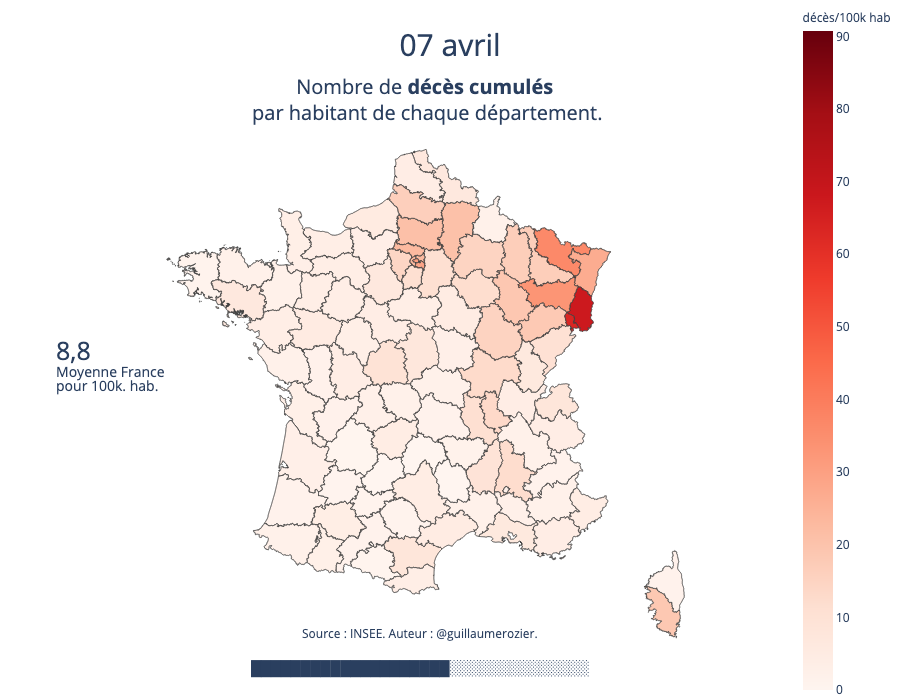 décès/100k hab
07 avril
Nombre de décès cumulés
par habitant de chaque département.
90
80
70
60
50
40
30
20
10
0
8,8
Moyenne France
pour 100k. hab.
Source : INSEE. Auteur : @guillaumerozier.